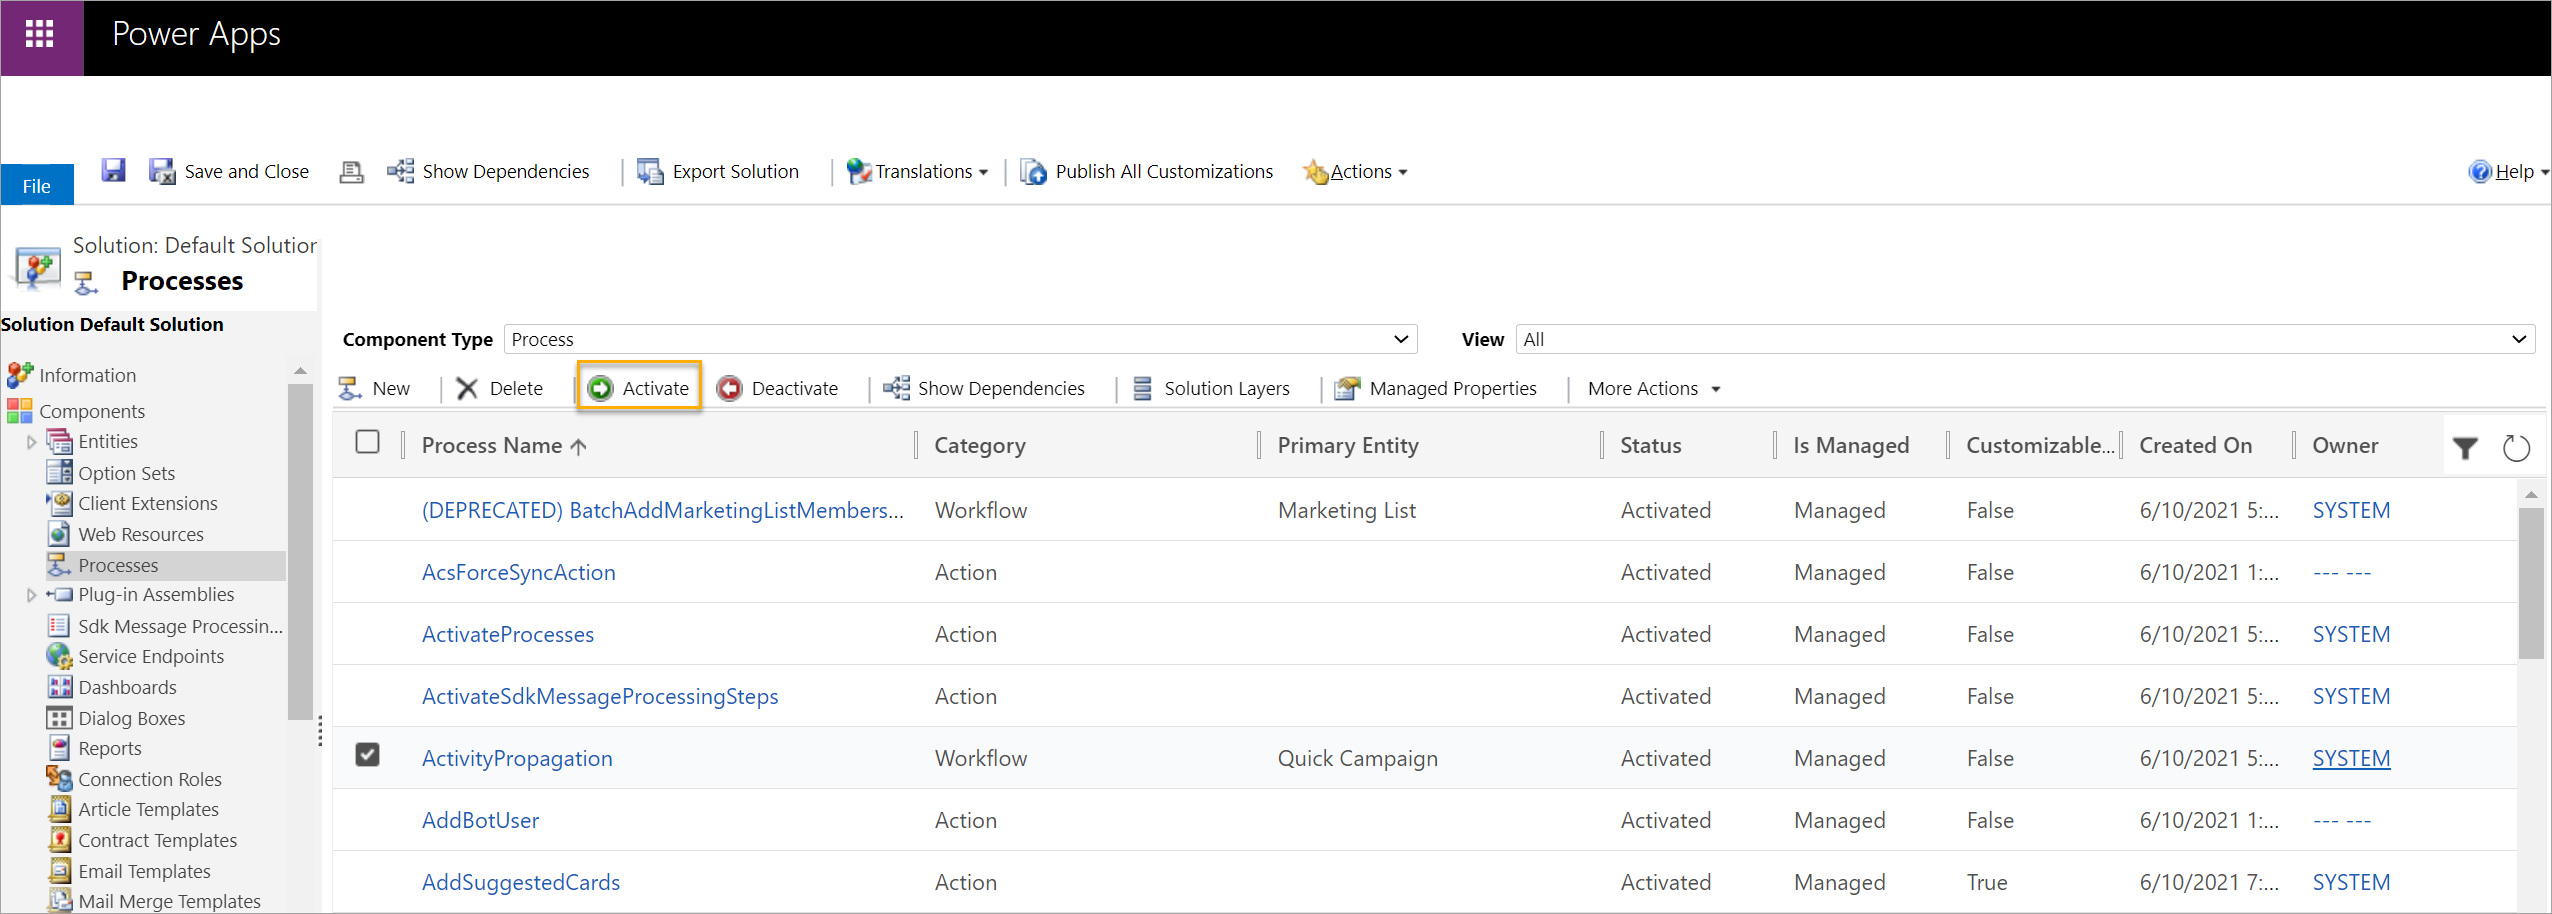 Power Apps
File Save and Close Show Dependencies Export Solution Translations Publish All Customizations Actions Help
Solution: Default Solution
Processes
Solution Default Solution
Information
Components
Entities
Option Sets
Client Extensions
Web Resources
Processes
Plug-in Assemblies
Sdk Message Processin...
Service Endpoints
Dashboards
Dialog Boxes
Reports
Connection Roles
Article Templates
Contract Templates
Email Templates
Mail Merge Templates
Component Type Process View All
New Delete Activate Deactivate Show Dependencies Solution Layers Managed Properties More Actions
Process Name Category Primary Entity Status Is Managed Customizable... Created On Owner
(DEPRECATED) BatchAddMarketingListMembers... Workflow Marketing List Activated Managed False 6/10/2021 5:... SYSTEM
AcsForceSyncAction Action Activated Managed False 6/10/2021 1:... --- ---
ActivateProcesses Action Activated Managed False 6/10/2021 5:... SYSTEM
ActivateSdkMessageProcessingSteps Action Activated Managed False 6/10/2021 5:... SYSTEM
ActivityPropagation Workflow Quick Campaign Activated Managed False 6/10/2021 5:... SYSTEM
AddBotUser Action Activated Managed False 6/10/2021 1:... --- ---
AddSuggestedCards Action Activated Managed True 6/10/2021 7:... SYSTEM